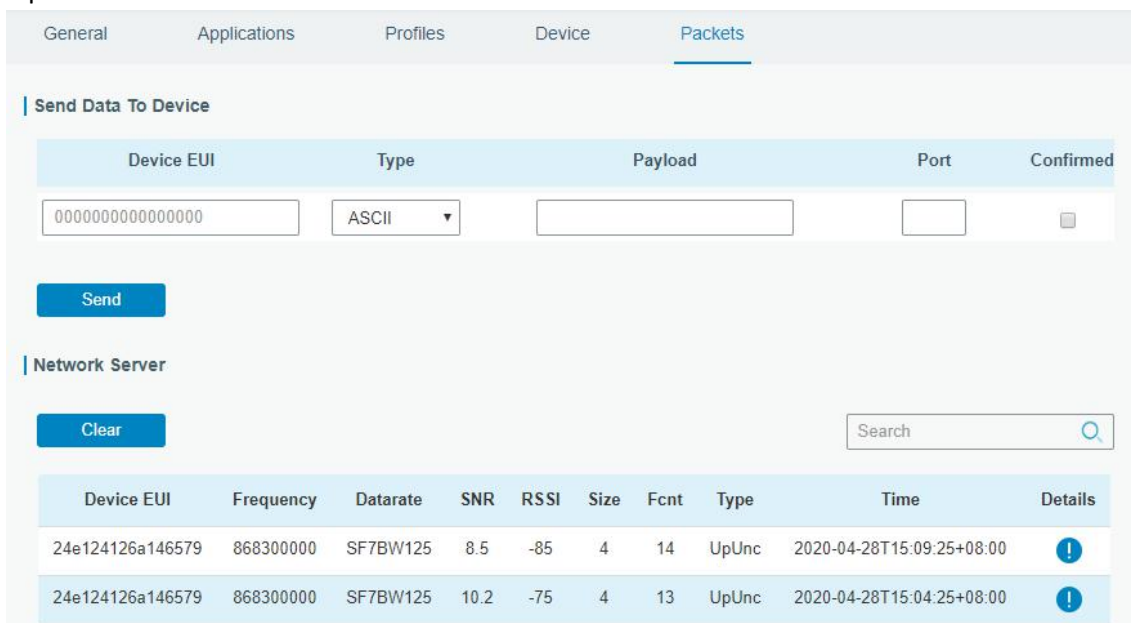 General Applications Profiles Device Packets
Send Data To Device
Device EUI Type Payload Port Confirmed
0000000000000000 ASCII
Send
Network Server
Clear Search
Device EUI Frequency Datarate SNR RSSI Size Fcnt Type Time Details
24e124126a146579 868300000 SF7BW125 8.5 -85 4 14 UpUnc 2020-04-28T15:09:25+08:00
24e124126a146579 868300000 SF7BW125 10.2 -75 4 13 UpUnc 2020-04-28T15:04:25+08:00